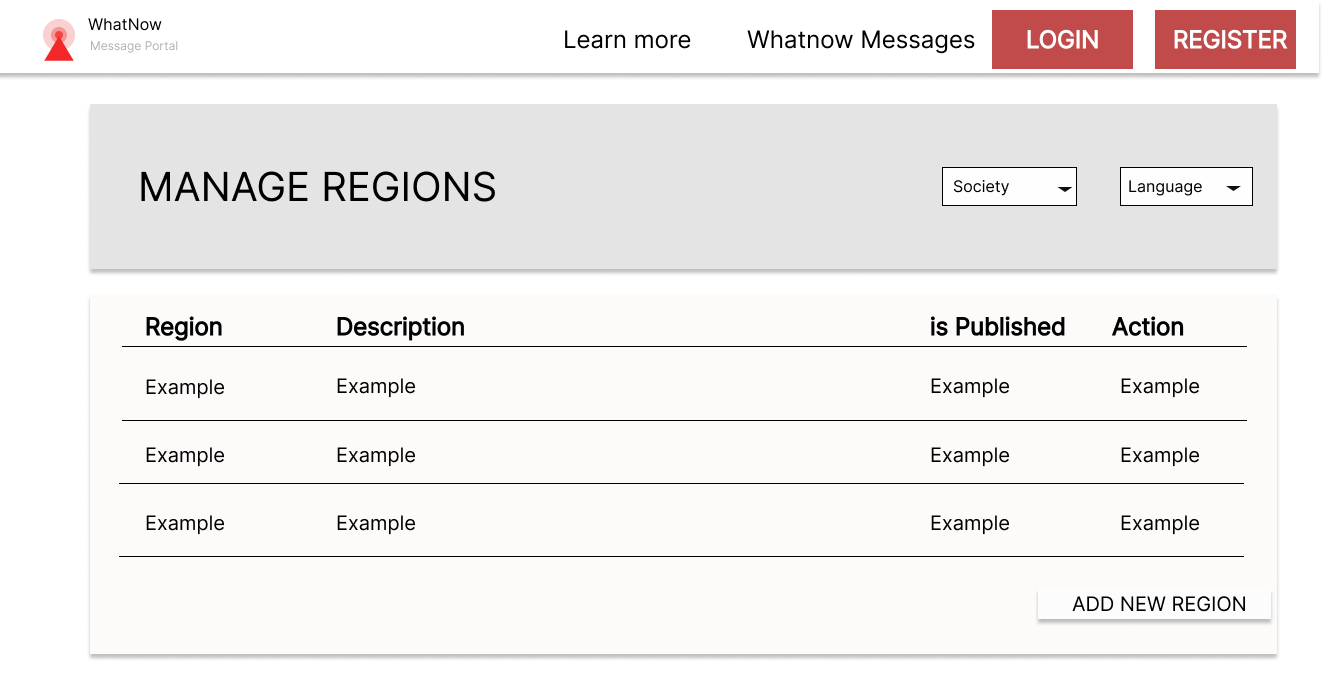 WhatNow
Message Portal
Learn more
Whatnow Messages
LOGIN
REGISTER
MANAGE REGIONS
Society
Language
Region Description is Published Action
Example Example Example Example
Example Example Example Example
Example Example Example Example
ADD NEW REGION